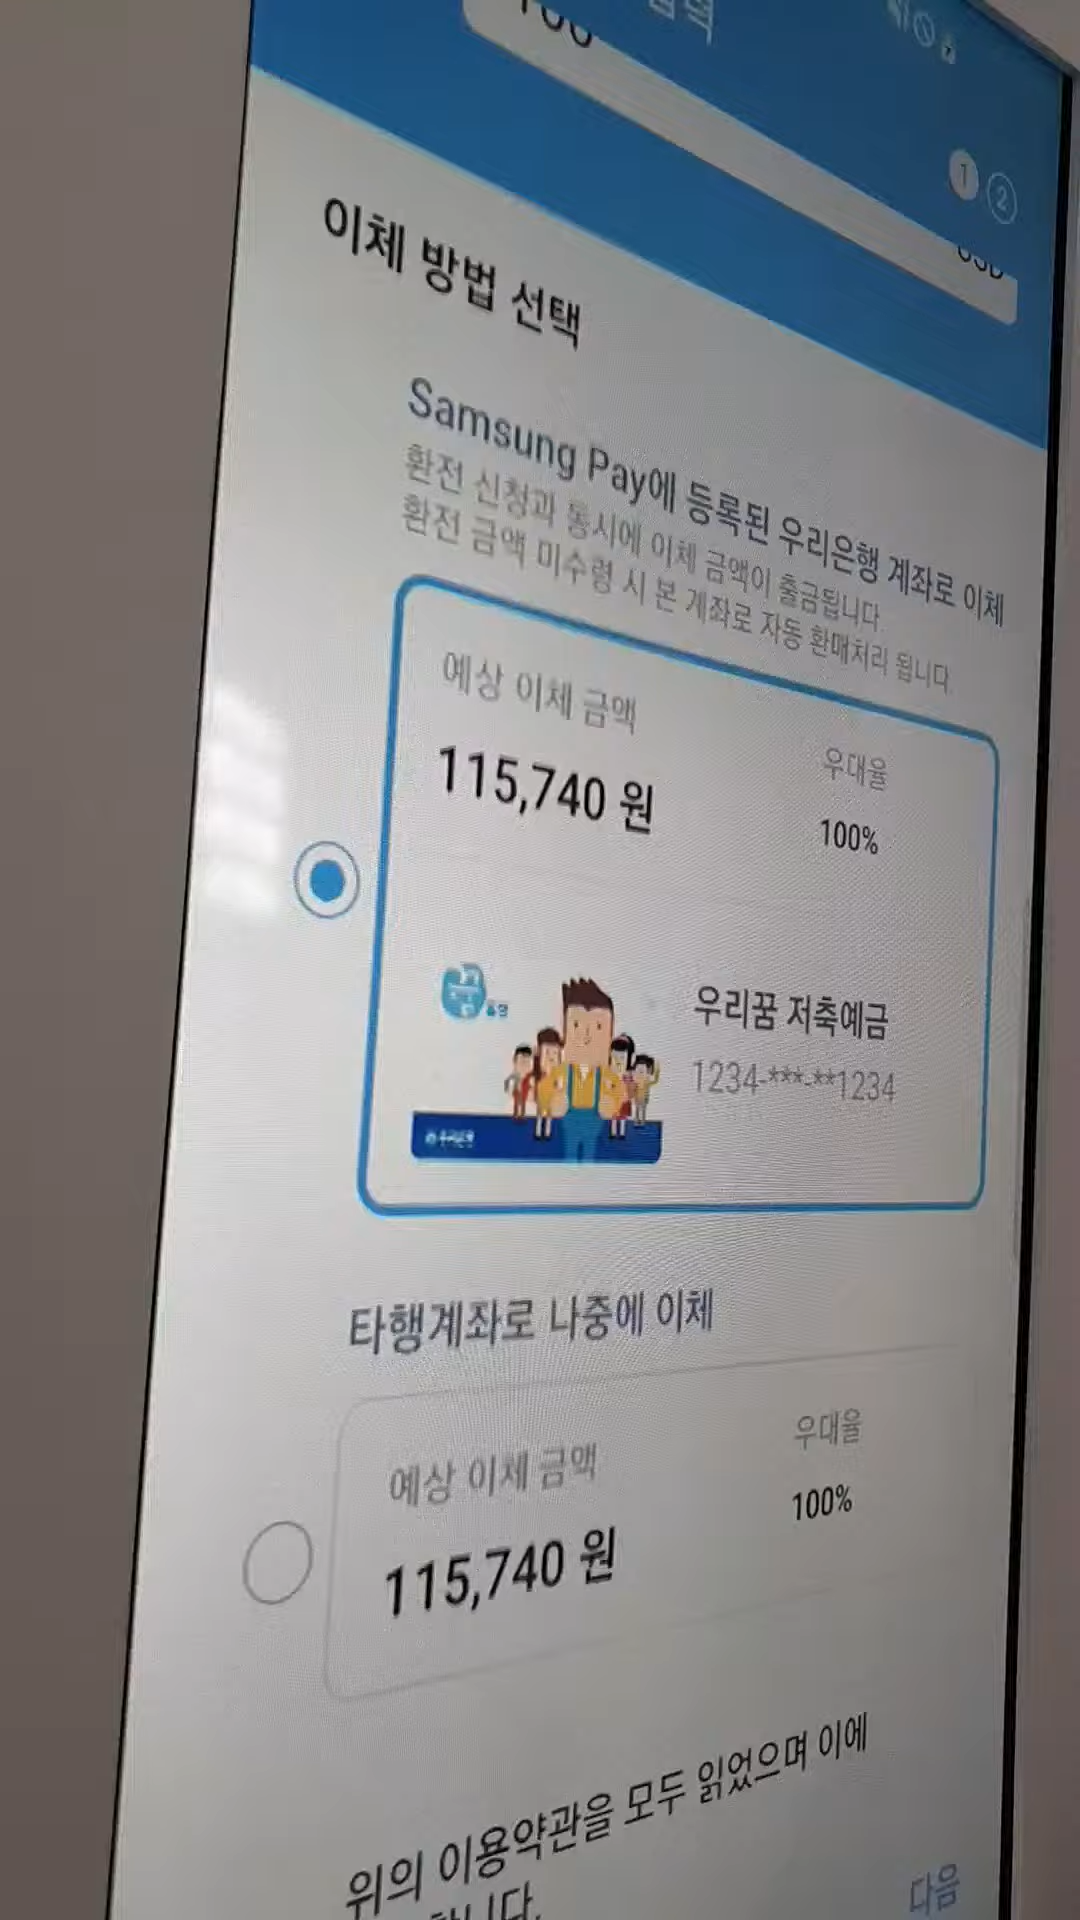 1 2
이체 방법 선택
Samsung Pay에 등록된 우리은행 계좌로 이체
환전 신청과 동시에 이체 금액이 출금됩니다.
환전 금액 미수령 시 본 계좌로 자동 환매처리 됩니다.
예상 이체 금액
우대율
115,740 원
100%
우리꿈 저축예금
1234-***-**1234
우리은행
타행계좌로 나중에 이체
예상 이체 금액
우대율
115,740 원
100%
위의 이용약관을 모두 읽었으며 이에
다음